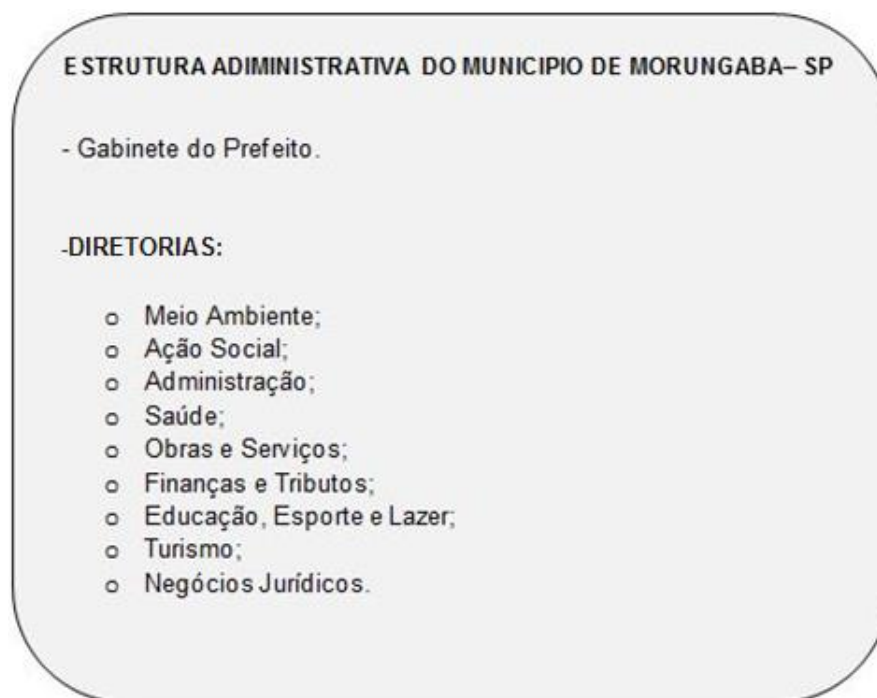 ESTRUTURA ADIMINISTRATIVA DO MUNICIPIO DE MORUNGABA– SP
- Gabinete do Prefeito.
-DIRETORIAS:
o Meio Ambiente;
o Ação Social;
o Administração;
o Saúde;
o Obras e Serviços;
o Finanças e Tributos;
o Educação, Esporte e Lazer;
o Turismo;
o Negócios Jurídicos.